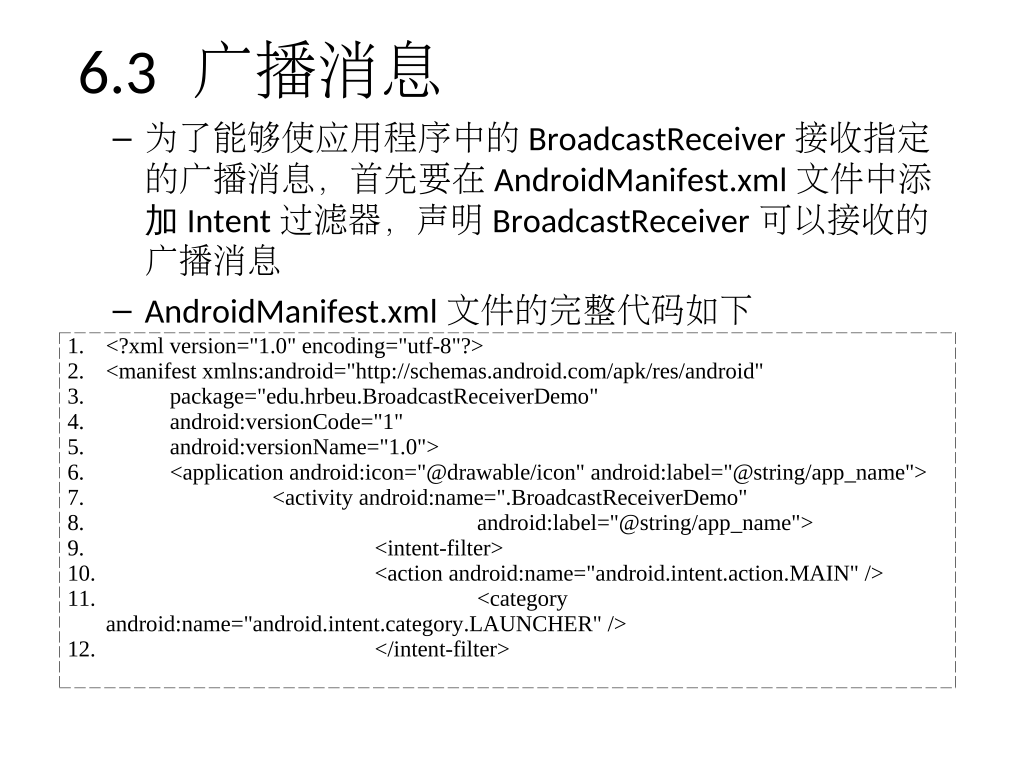 6.3 广播消息
– 为了能够使应用程序中的 BroadcastReceiver 接收指定
的广播消息，首先要在 AndroidManifest.xml 文件中添
加 Intent 过滤器，声明 BroadcastReceiver 可以接收的
广播消息
– AndroidManifest.xml 文件的完整代码如下
1. <?xml version="1.0" encoding="utf-8"?>
2. <manifest xmlns:android="http://schemas.android.com/apk/res/android"
3. package="edu.hrbeu.BroadcastReceiverDemo"
4. android:versionCode="1"
5. android:versionName="1.0">
6. <application android:icon="@drawable/icon" android:label="@string/app_name">
7. <activity android:name=".BroadcastReceiverDemo"
8. android:label="@string/app_name">
9. <intent-filter>
10. <action android:name="android.intent.action.MAIN" />
11. <category
android:name="android.intent.category.LAUNCHER" />
12. </intent-filter>